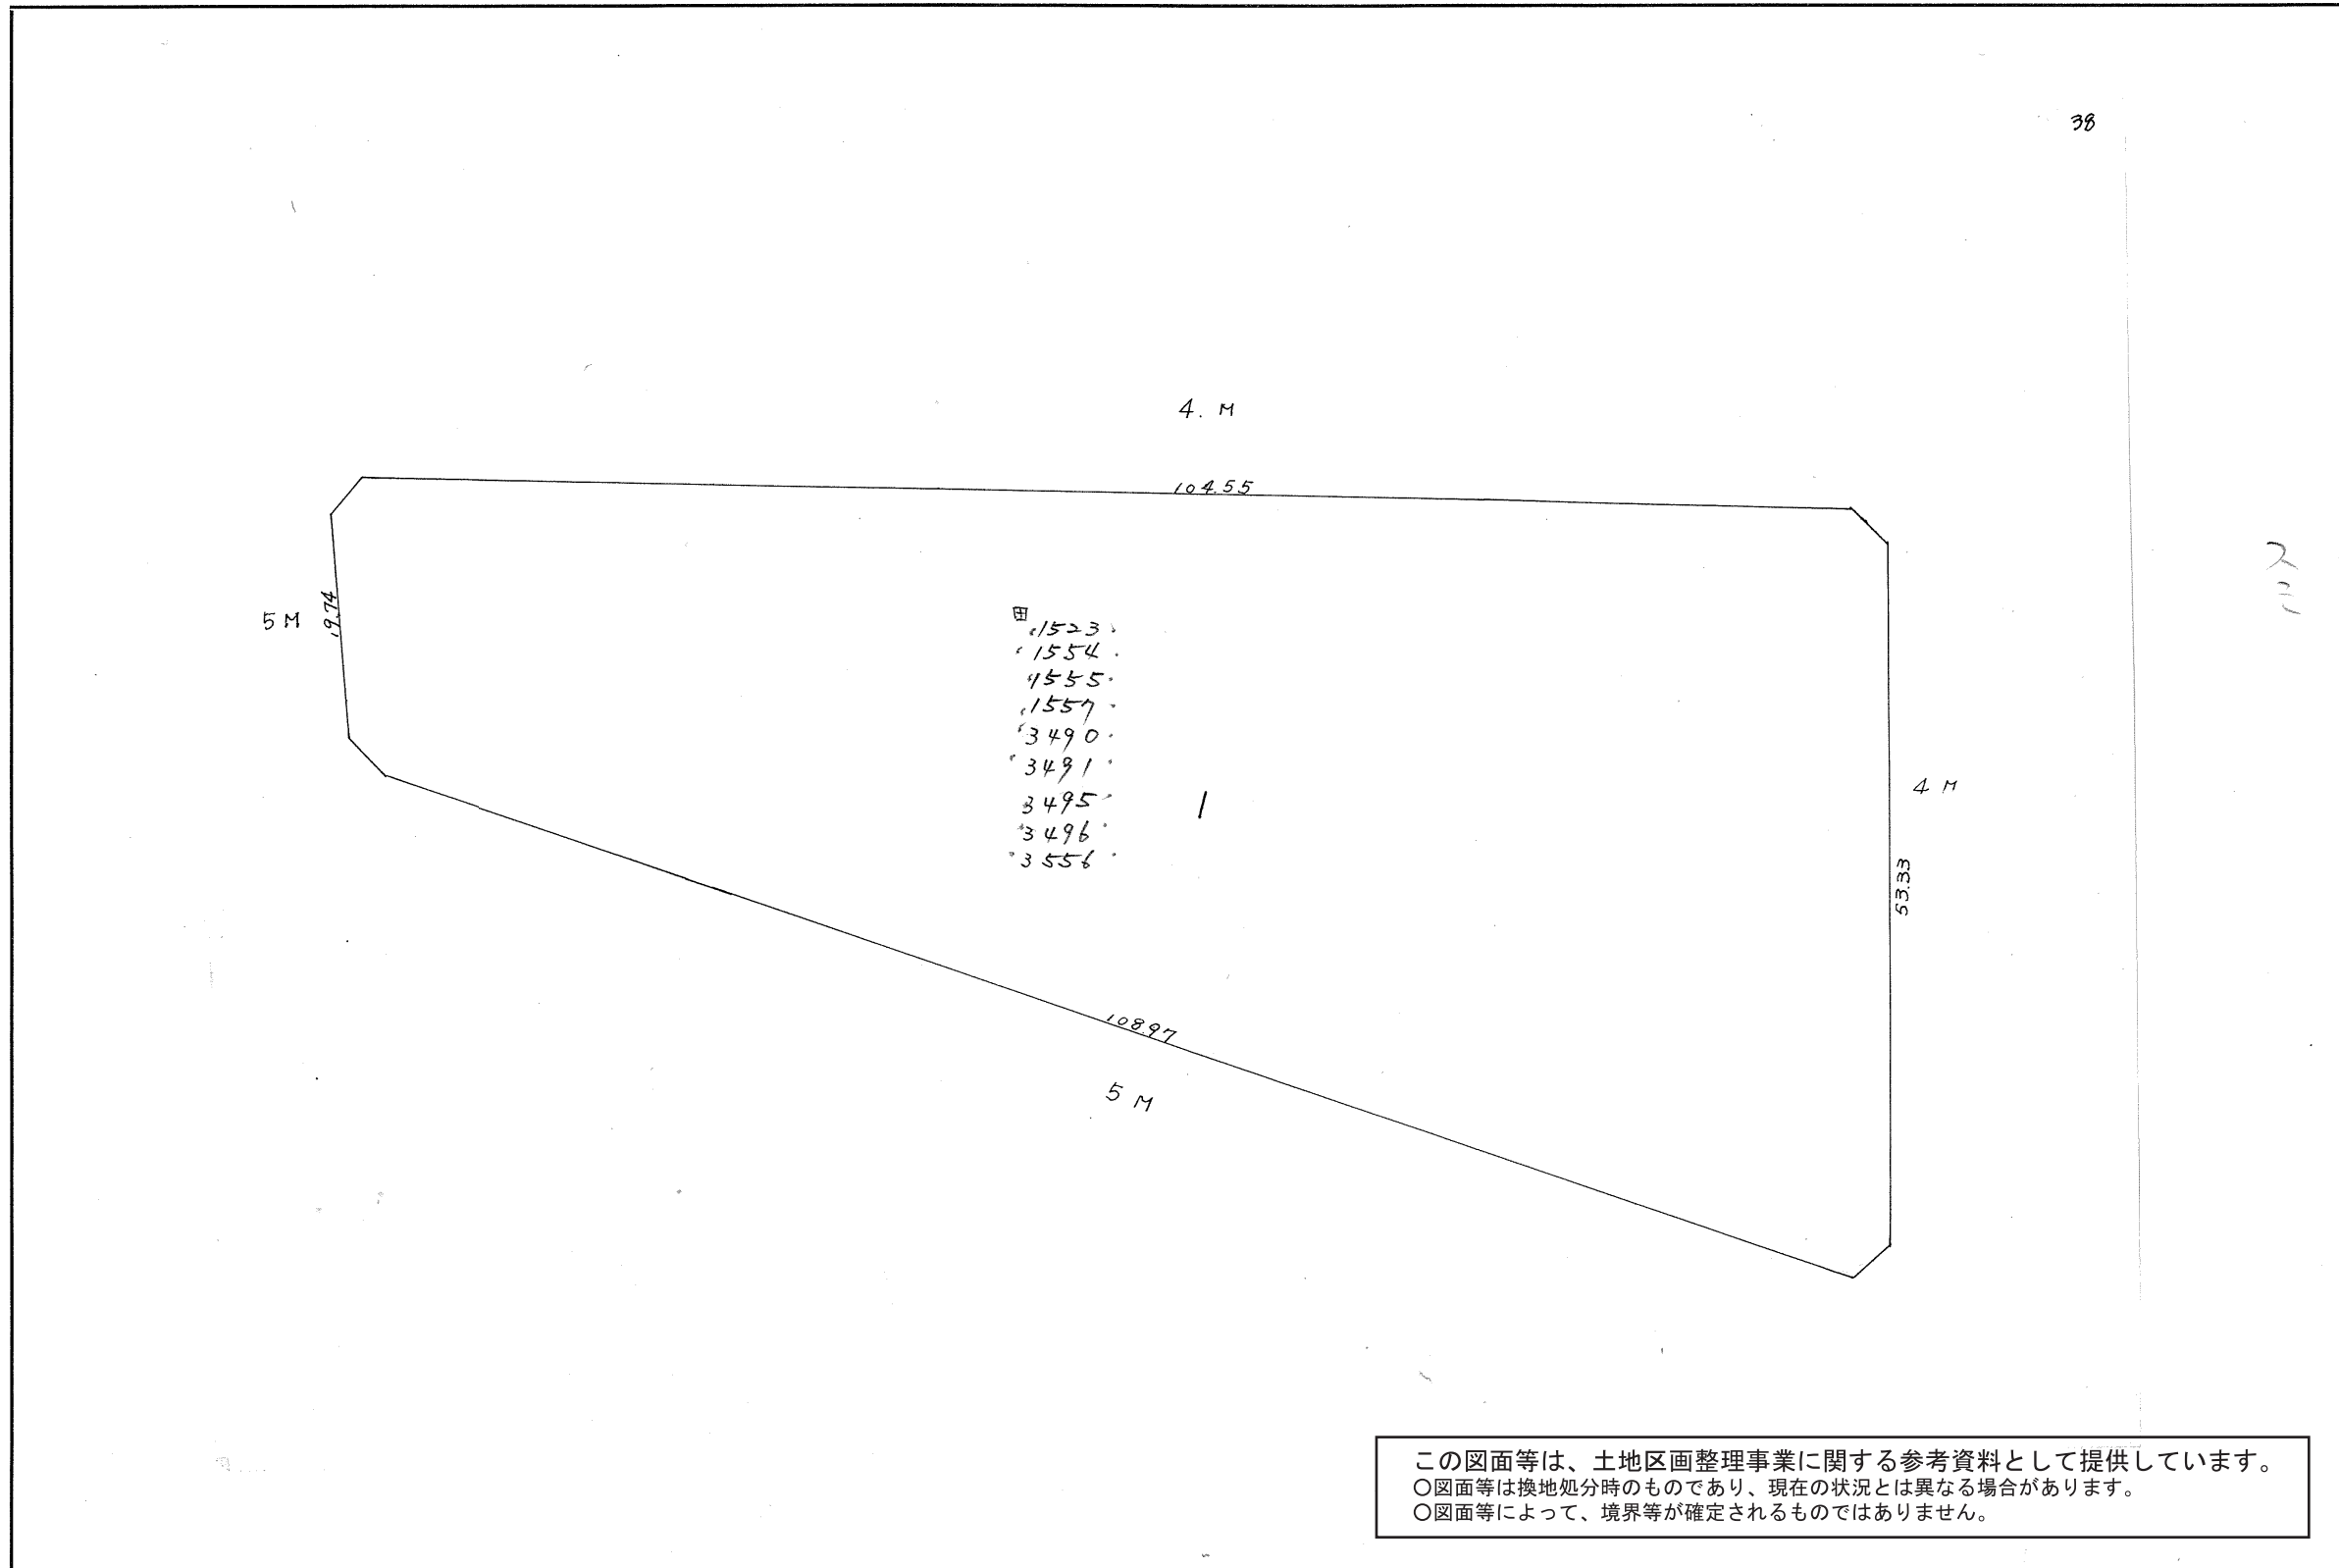 38
4. M
104.55
スミ
5 M
19.74
田
1523
1554
1555
1557
3490
3491
3495
3496
3556
1
4 M
53.33
108.97
5 M
この図面等は、土地区画整理事業に関する参考資料として提供しています。
○図面等は換地処分時のものであり、現在の状況とは異なる場合があります。
○図面等によって、境界等が確定されるものではありません。